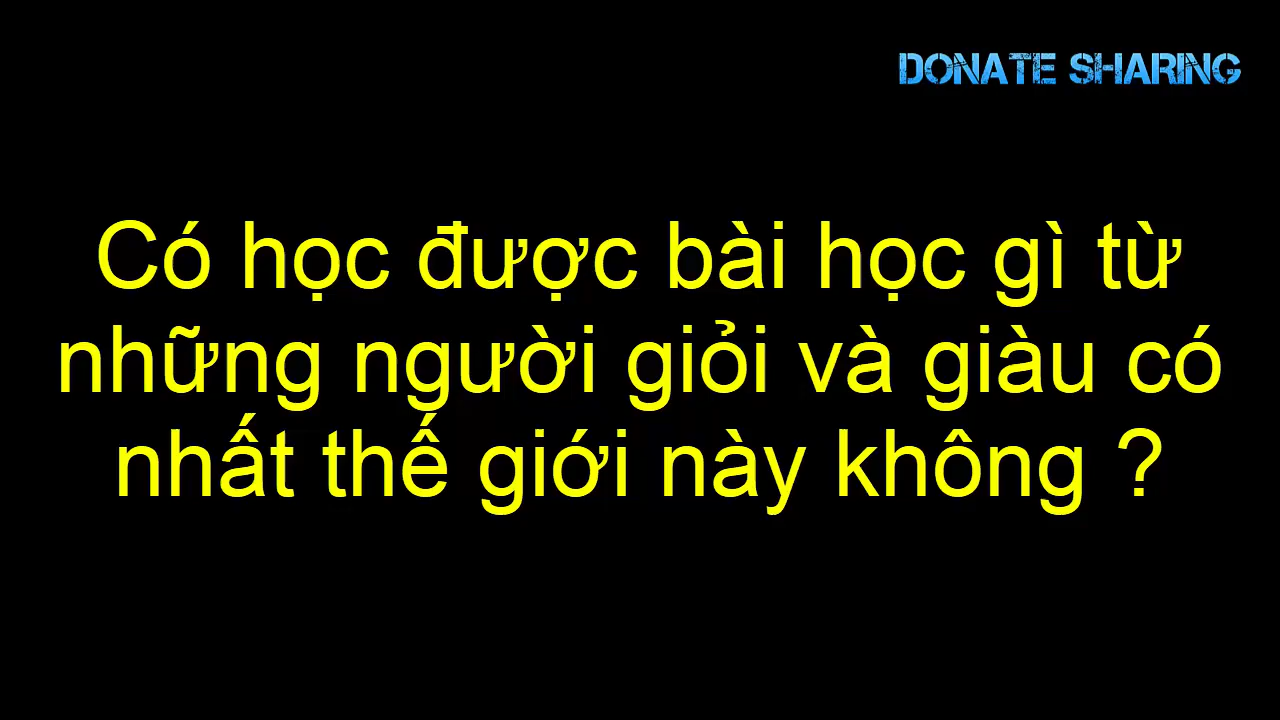 DONATE SHARING
Có học được bài học gì từ
những người giỏi và giàu có
nhất thế giới này không ?